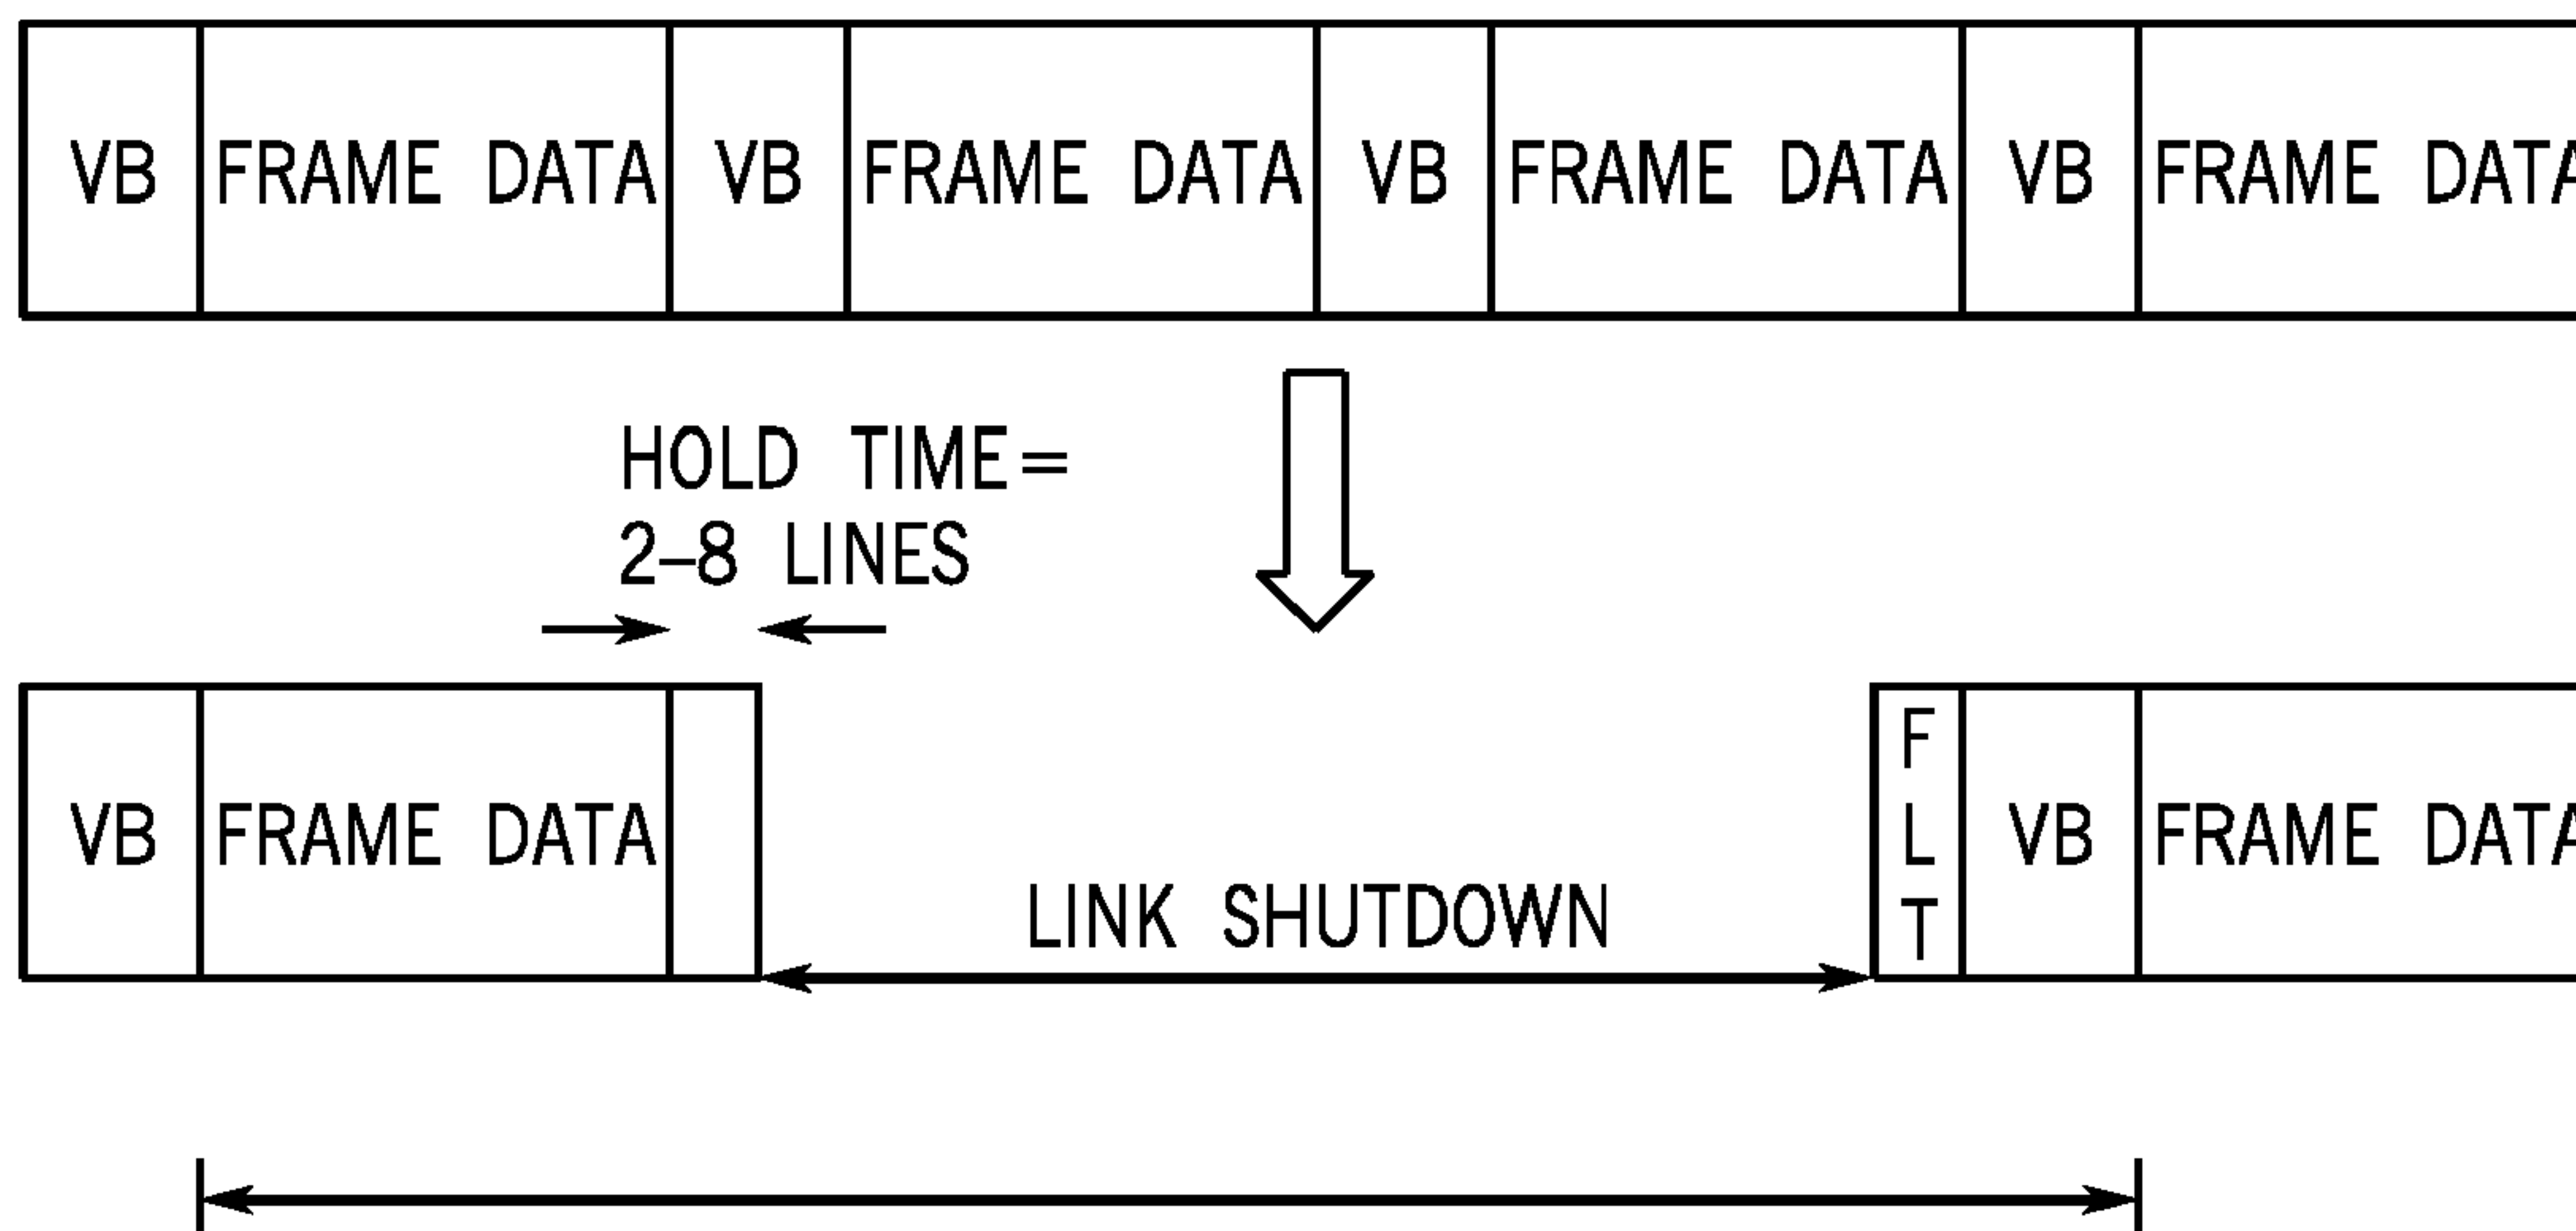 VB FRAME DATA VB FRAME DATA VB FRAME DATA VB FRAME DATA
HOLD TIME=
2–8 LINES
VB FRAME DATA
LINK SHUTDOWN
F
L
T
VB FRAME DATA